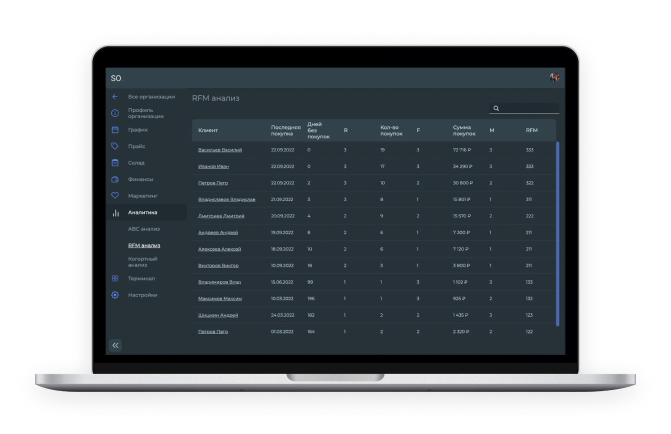 SO
Все организации
Профиль
организации
График
Прайс
Склад
Финансы
Маркетинг
Аналитика
ABC анализ
RFM анализ
Когортный
анализ
Терминал
Настройки
RFM анализ
Клиент Последняя покупка Дней без покупок R Кол-во покупок F Сумма покупок M RFM
Васильев Василий 22.09.2022 0 3 19 3 72 716 ₽ 3 333
Иванов Иван 22.09.2022 0 3 17 3 34 290 ₽ 3 333
Петров Петр 22.09.2022 2 3 10 2 30 800 ₽ 2 322
Владиславов Владислав 21.09.2022 3 3 8 1 15 801 ₽ 1 311
Дмитриев Дмитрий 20.09.2022 4 2 9 2 15 570 ₽ 2 222
Андреев Андрей 19.09.2022 8 2 6 1 7 300 ₽ 1 211
Алексеев Алексей 18.09.2022 10 2 6 1 7 120 ₽ 1 211
Викторов Виктор 10.09.2022 18 2 3 1 3 800 ₽ 1 211
Владимиров Влад 15.06.2022 99 1 1 3 1 102 ₽ 3 133
Максимов Максим 10.03.2022 196 1 1 3 925 ₽ 2 132
Шишкин Андрей 24.03.2022 182 1 2 2 1 435 ₽ 3 123
Петров Петр 01.03.2022 164 1 2 2 2 320 ₽ 2 122